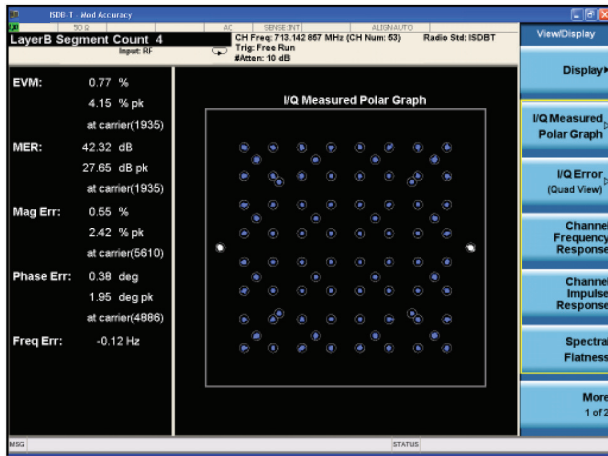 ISDB-T - Mod Accuracy
50 Ω AC SENSE:INT ALIGNAUTO
LayerB Segment Count 4
Input: RF
CH Freq: 713.142 857 MHz (CH Num: 53) Radio Std: ISDBT
Trig: Free Run
#Atten: 10 dB
EVM: 0.77 %
4.15 % pk
at carrier(1935)
MER: 42.32 dB
27.65 dB pk
at carrier(1935)
Mag Err: 0.55 %
2.42 % pk
at carrier(5610)
Phase Err: 0.38 deg
1.95 deg pk
at carrier(4886)
Freq Err: -0.12 Hz
I/Q Measured Polar Graph
View/Display
Display
I/Q Measured
Polar Graph
I/Q Error
(Quad View)
Channel
Frequency
Response
Channel
Impulse
Response
Spectral
Flatness
More
1 of 2
MSG STATUS